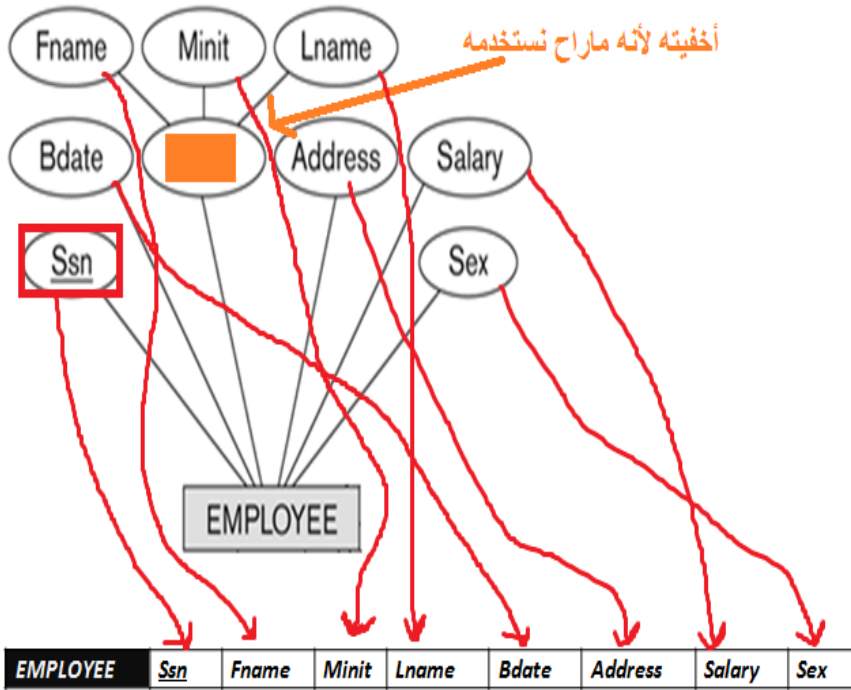 Fname Minit Lname
أخفيته لأنه ماراح نستخدمه
Bdate Address Salary
Ssn Sex
EMPLOYEE
EMPLOYEE Ssn Fname Minit Lname Bdate Address Salary Sex